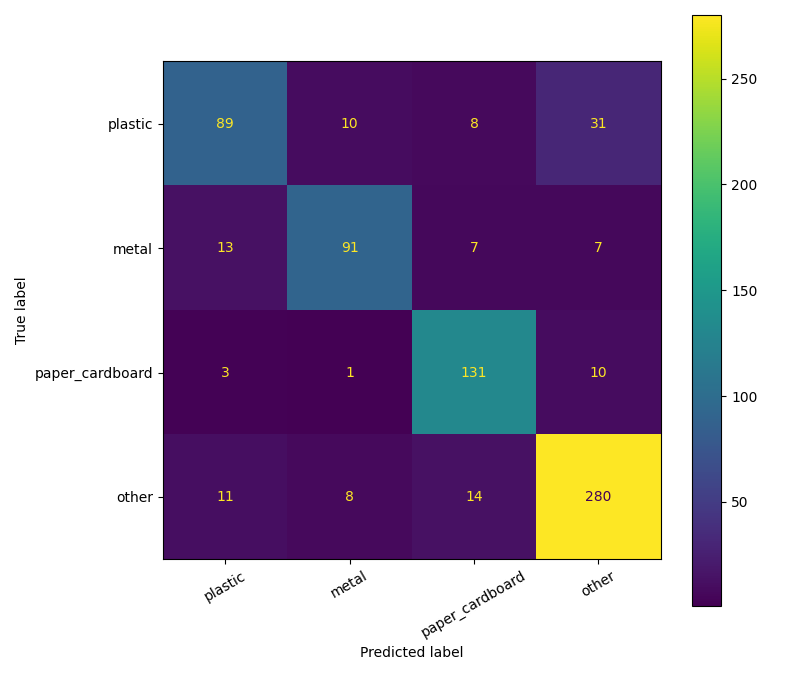 plastic 89 10 8 31
metal 13 91 7 7
paper_cardboard 3 1 131 10
other 11 8 14 280
plastic metal paper_cardboard other
Predicted label
True label
250
200
150
100
50